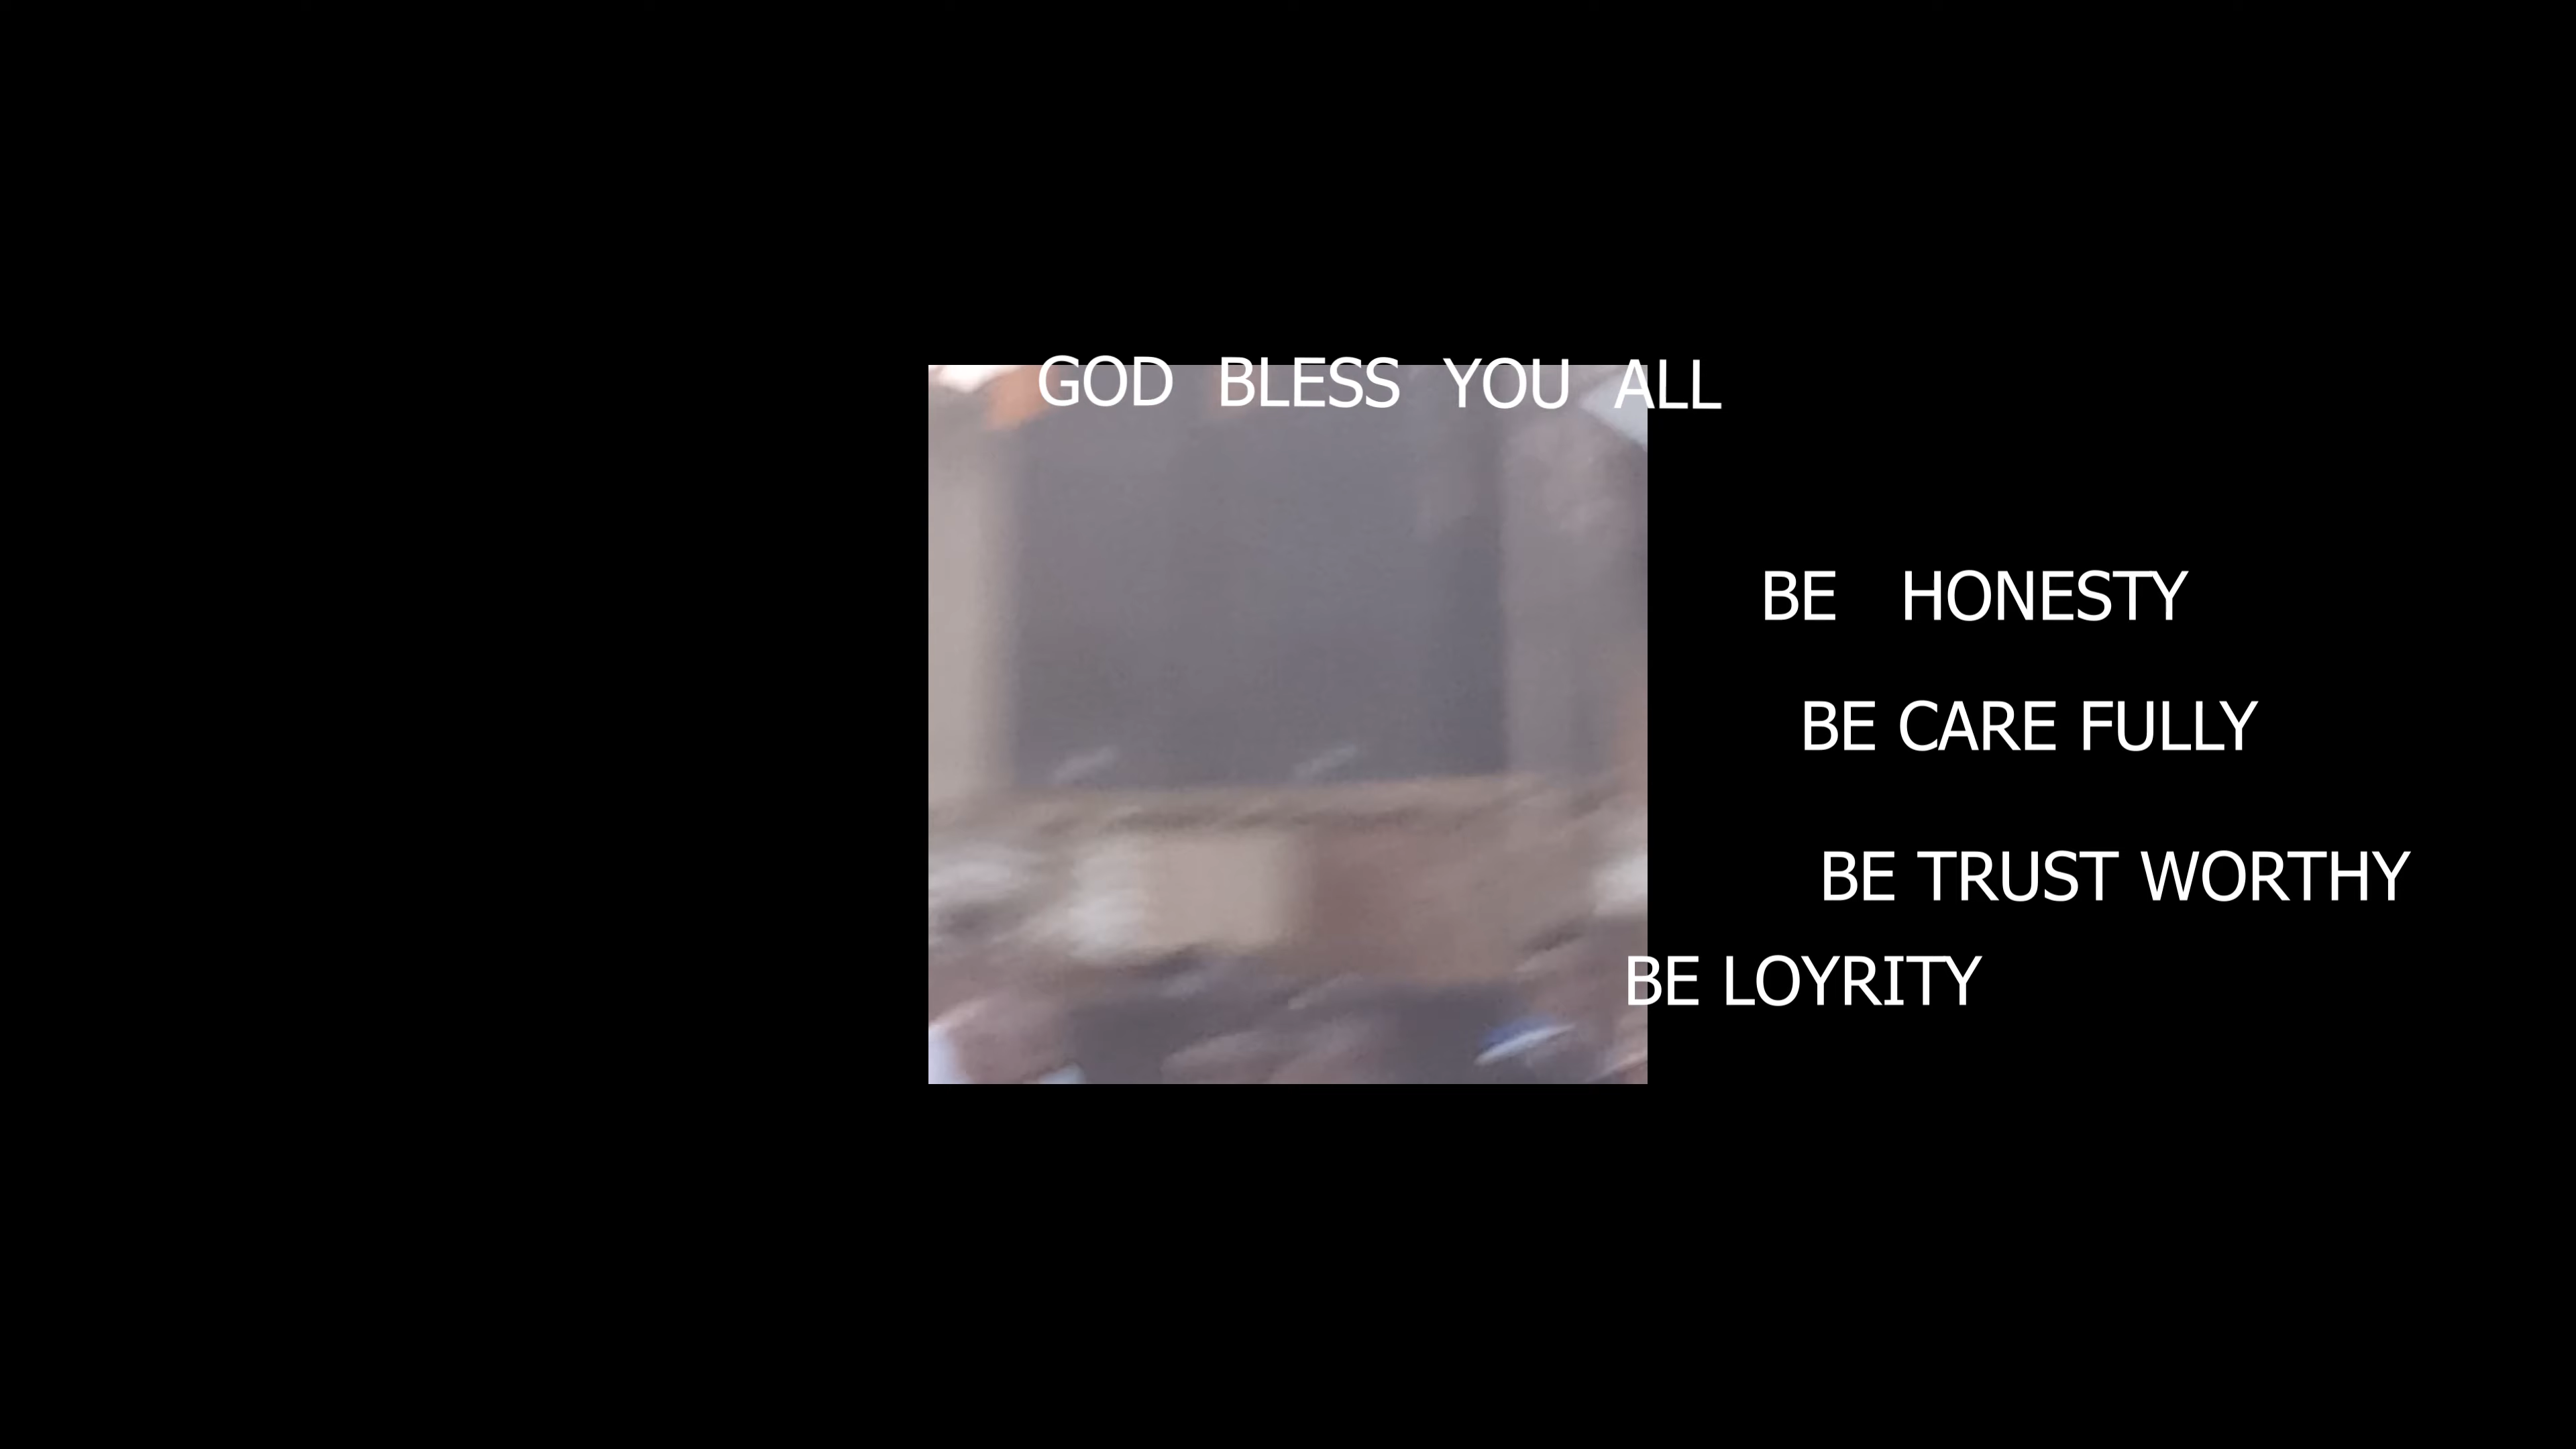 GOD BLESS YOU ALL
BE HONESTY
BE CARE FULLY
BE TRUST WORTHY
BE LOYRITY